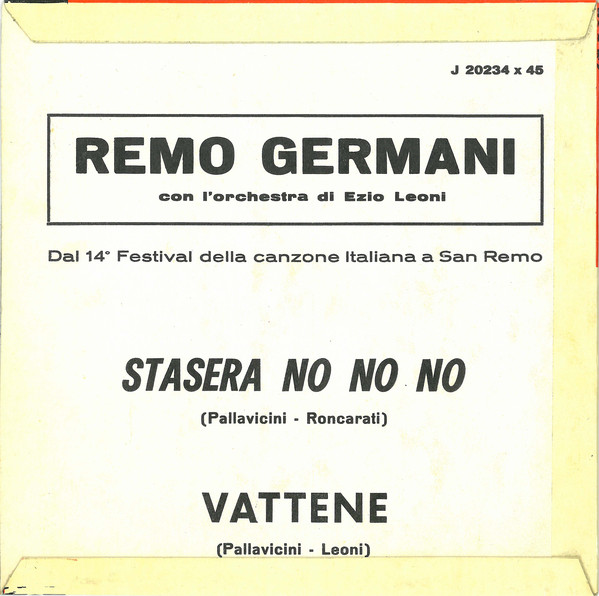 J 20234 x 45
REMO GERMANI
con l'orchestra di Ezio Leoni
Dal 14° Festival della canzone Italiana a San Remo
STASERA NO NO NO
(Pallavicini - Roncarati)
VATTENE
(Pallavicini - Leoni)